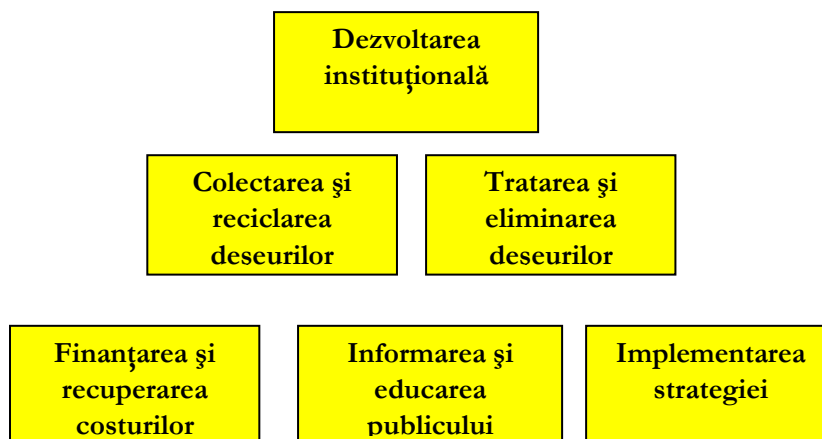 Dezvoltarea
instituţională
Colectarea şi
reciclarea
deseurilor
Tratarea şi
eliminarea
deseurilor
Finanţarea şi
recuperarea
costurilor
Informarea şi
educarea
publicului
Implementarea
strategiei